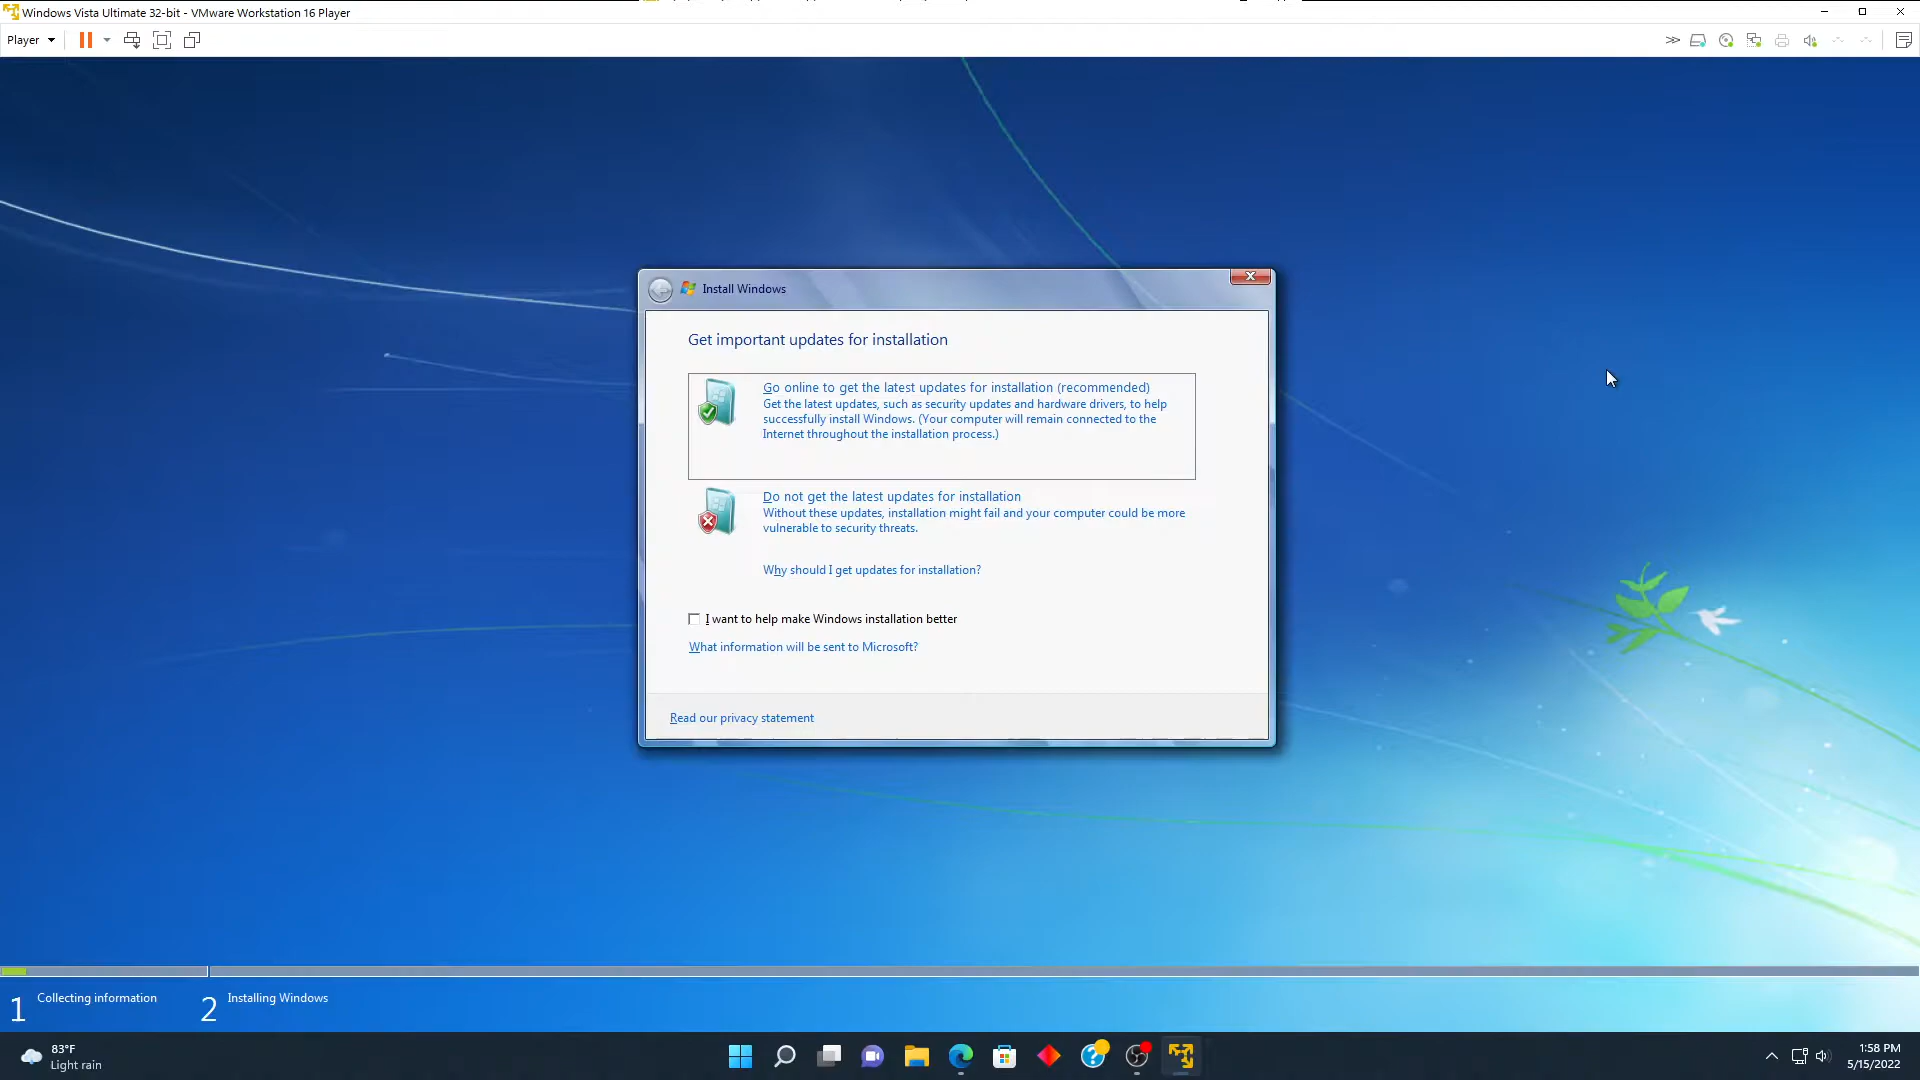 Windows Vista Ultimate 32-bit - VMware Workstation 16 Player
Player
Install Windows
Get important updates for installation
Go online to get the latest updates for installation (recommended)
Get the latest updates, such as security updates and hardware drivers, to help
successfully install Windows. (Your computer will remain connected to the
Internet throughout the installation process.)
Do not get the latest updates for installation
Without these updates, installation might fail and your computer could be more
vulnerable to security threats.
Why should I get updates for installation?
I want to help make Windows installation better
What information will be sent to Microsoft?
Read our privacy statement
1 Collecting information
2 Installing Windows
83°F
Light rain
1:58 PM
5/15/2022